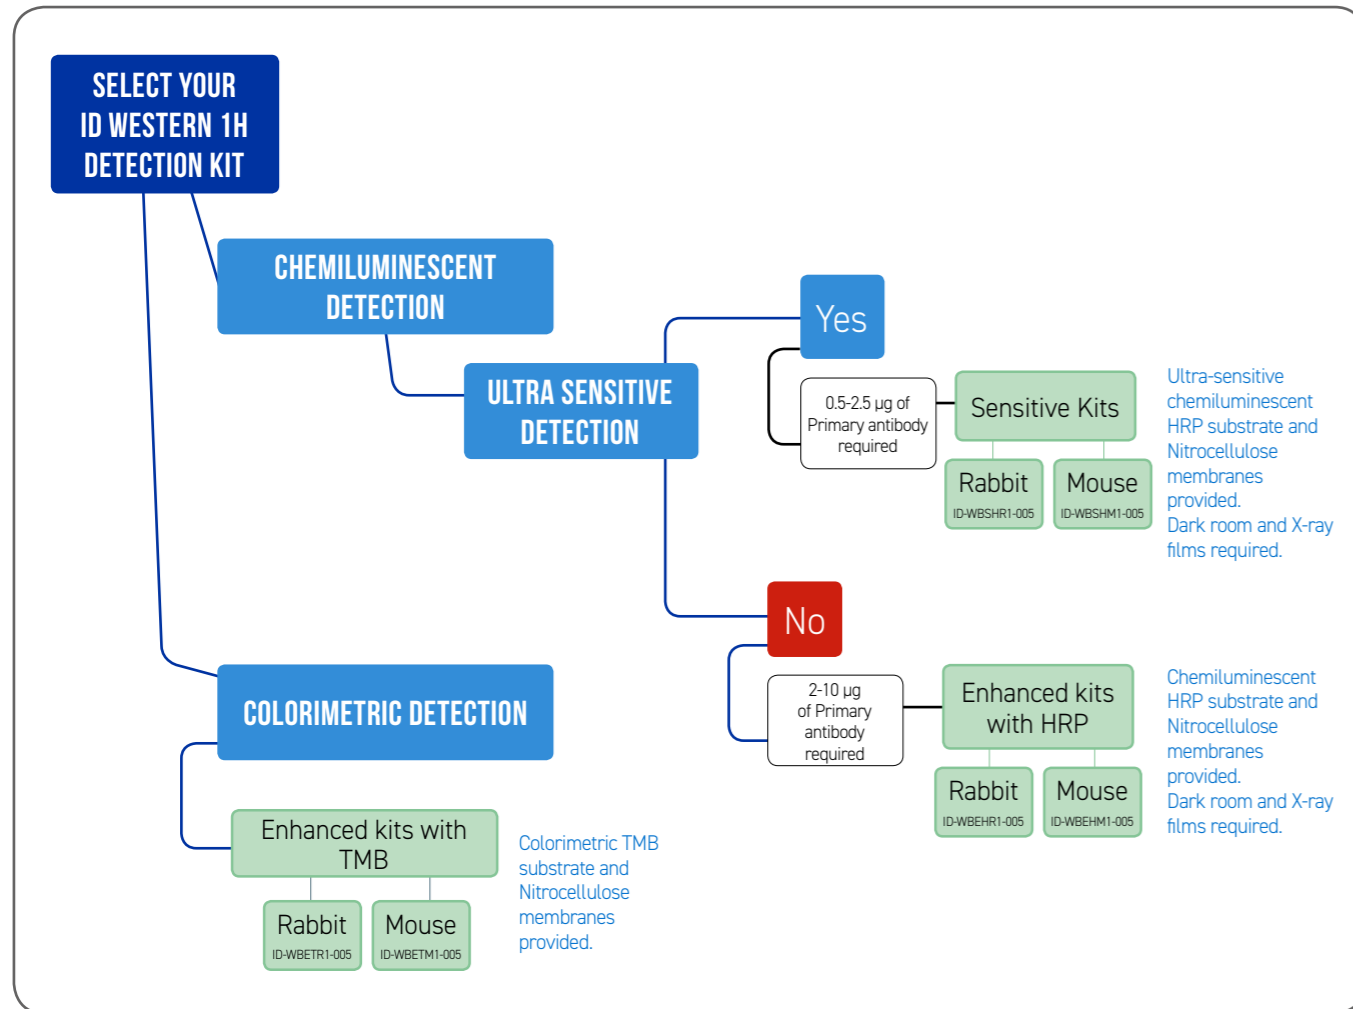 SELECT YOUR
ID WESTERN 1H
DETECTION KIT
CHEMILUMINESCENT
DETECTION
ULTRA SENSITIVE
DETECTION
Yes
0.5-2.5 µg of
Primary antibody
required
Sensitive Kits
Rabbit
ID-WBSHR1-005
Mouse
ID-WBSHM1-005
Ultra-sensitive
chemiluminescent
HRP substrate and
Nitrocellulose
membranes
provided.
Dark room and X-ray
films required.
No
2-10 µg
of Primary
antibody
required
Enhanced kits
with HRP
Rabbit
ID-WBEHR1-005
Mouse
ID-WBEHM1-005
Chemiluminescent
HRP substrate and
Nitrocellulose
membranes
provided.
Dark room and X-ray
films required.
COLORIMETRIC DETECTION
Enhanced kits with
TMB
Rabbit
ID-WBETR1-005
Mouse
ID-WBETM1-005
Colorimetric TMB
substrate and
Nitrocellulose
membranes
provided.